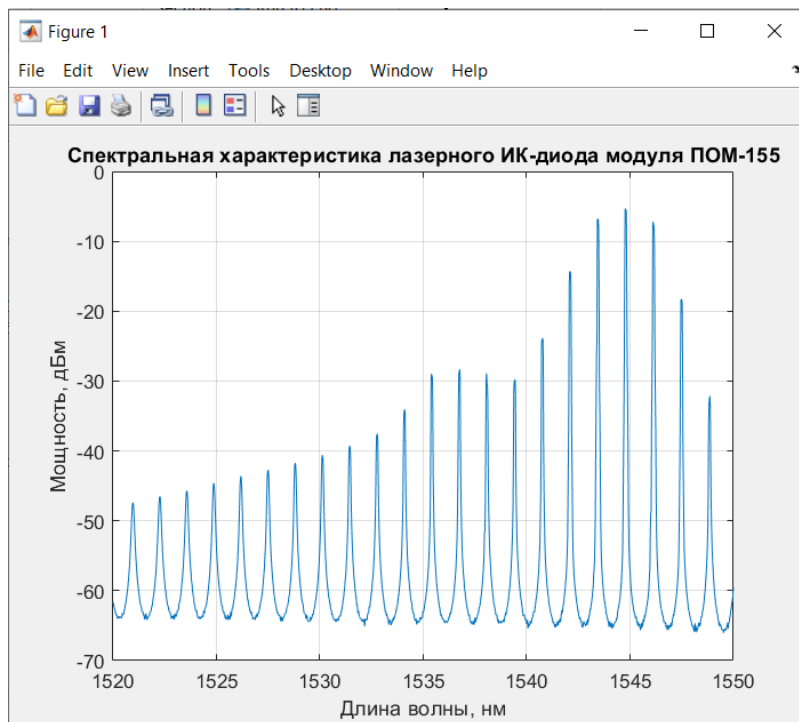 Figure 1
File Edit View Insert Tools Desktop Window Help
Спектральная характеристика лазерного ИК-диода модуля ПОМ-155
0
-10
-20
-30
-40
-50
-60
-70
Мощность, дБм
1520 1525 1530 1535 1540 1545 1550
Длина волны, нм